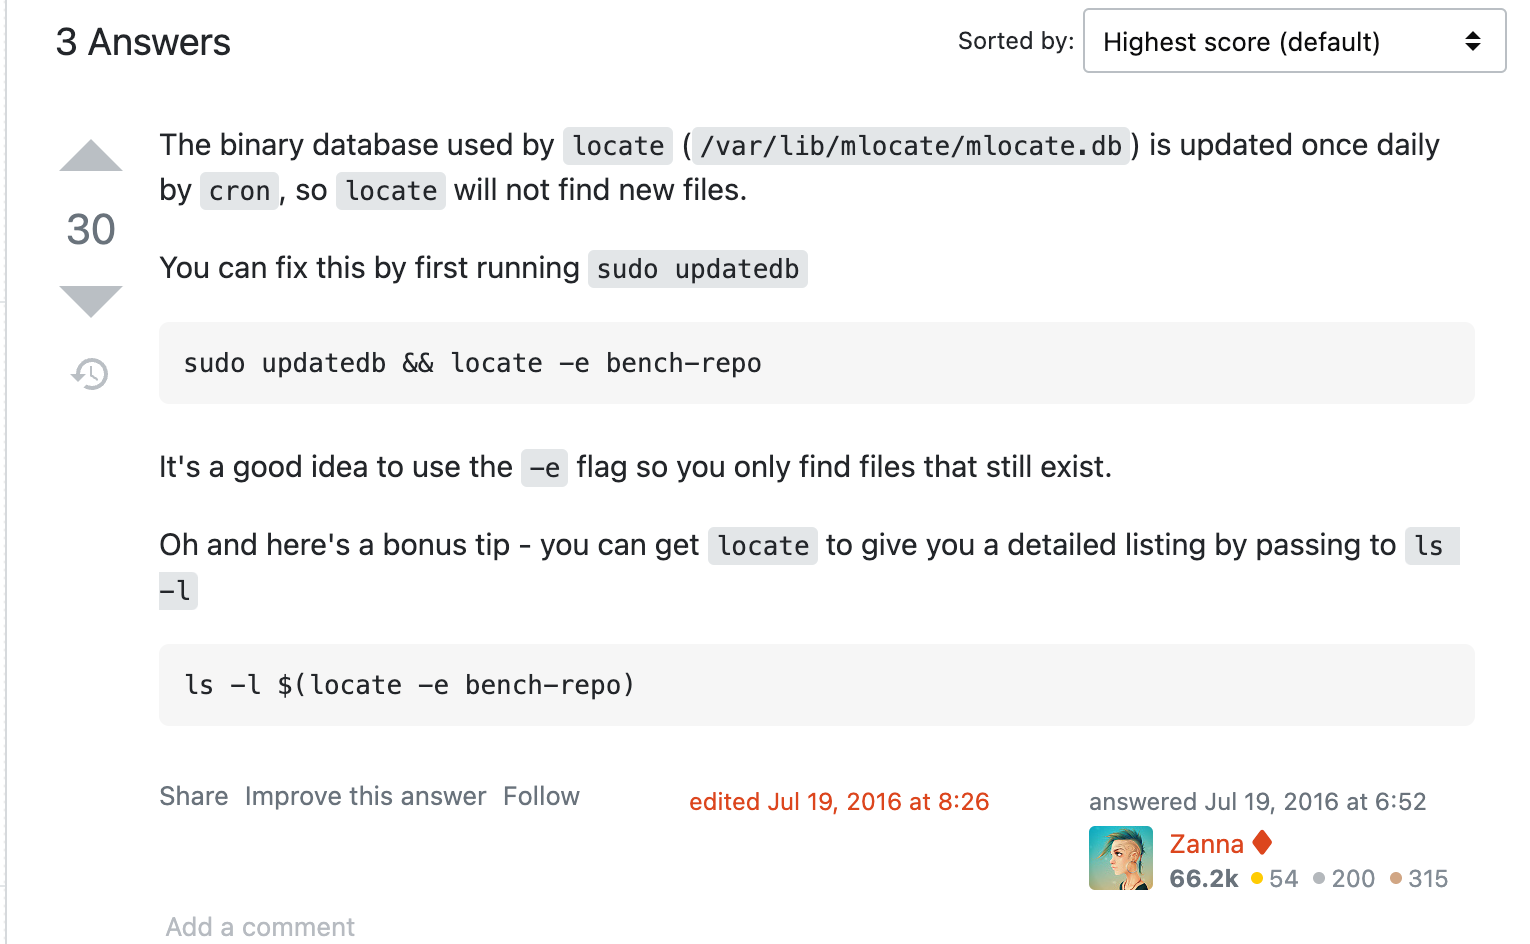 3 Answers
Sorted by: Highest score (default)
The binary database used by locate (/var/lib/mlocate/mlocate.db) is updated once daily
by cron, so locate will not find new files.
30
You can fix this by first running sudo updatedb
sudo updatedb && locate -e bench-repo
It's a good idea to use the -e flag so you only find files that still exist.
Oh and here's a bonus tip - you can get locate to give you a detailed listing by passing to ls
-l
ls -l $(locate -e bench-repo)
Share Improve this answer Follow
edited Jul 19, 2016 at 8:26
answered Jul 19, 2016 at 6:52
Zanna
66.2k 54 200 315
Add a comment